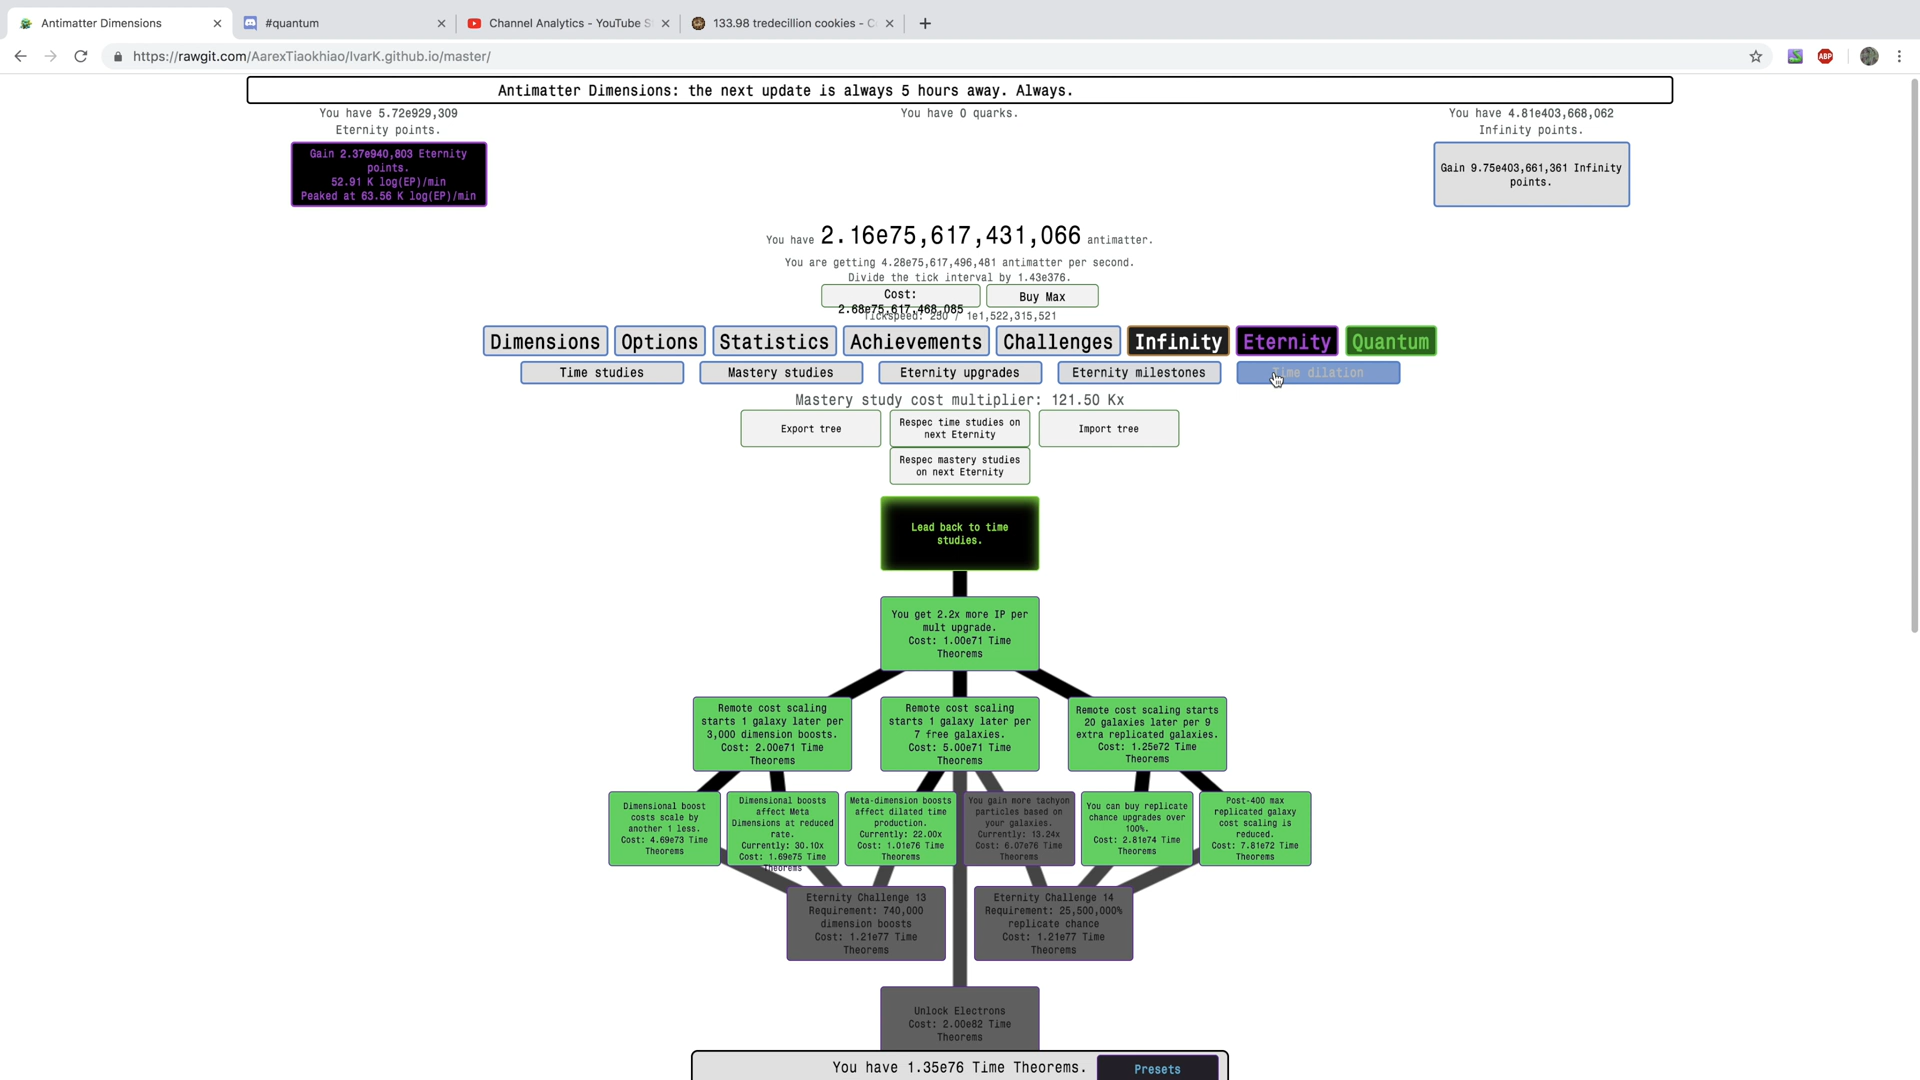 Antimatter Dimensions
#quantum
Channel Analytics - YouTube S
133.98 tredecillion cookies - C
https://rawgit.com/AarexTiaokhiao/IvarK.github.io/master/
ABP
Antimatter Dimensions: the next update is always 5 hours away. Always.
You have 5.72e929,309
Eternity points.
You have 0 quarks.
You have 4.81e403,668,062
Infinity points.
Gain 2.37e940,803 Eternity
points.
52.91 K log(EP)/min
Peaked at 63.56 K log(EP)/min
Gain 9.75e403,661,361 Infinity
points.
You have 2.16e75,617,431,066 antimatter.
You are getting 4.28e75,617,496,481 antimatter per second.
Divide the tick interval by 1.43e376.
Cost:
2.68e75,617,468,085
Buy Max
Tickspeed: 250 / 1e1,522,315,521
Dimensions
Options
Statistics
Achievements
Challenges
Infinity
Eternity
Quantum
Time studies
Mastery studies
Eternity upgrades
Eternity milestones
Time dilation
Mastery study cost multiplier: 121.50 Kx
Export tree
Respec time studies on
next Eternity
Import tree
Respec mastery studies
on next Eternity
Lead back to time
studies.
You get 2.2x more IP per
mult upgrade.
Cost: 1.00e71 Time
Theorems
Remote cost scaling
starts 1 galaxy later per
3,000 dimension boosts.
Cost: 2.00e71 Time
Theorems
Remote cost scaling
starts 1 galaxy later per
7 free galaxies.
Cost: 5.00e71 Time
Theorems
Remote cost scaling starts
20 galaxies later per 9
extra replicated galaxies.
Cost: 1.25e72 Time
Theorems
Dimensional boost
costs scale by
another 1 less.
Cost: 4.69e73 Time
Theorems
Dimensional boosts
affect Meta
Dimensions at reduced
rate.
Currently: 30.10x
Cost: 1.69e75 Time
Theorems
Meta-dimension boosts
affect dilated time
production.
Currently: 22.00x
Cost: 1.01e76 Time
Theorems
You gain more tachyon
particles based on
your galaxies.
Currently: 13.24x
Cost: 6.07e76 Time
Theorems
You can buy replicate
chance upgrades over
100%.
Cost: 2.81e74 Time
Theorems
Post-400 max
replicated galaxy
cost scaling is
reduced.
Cost: 7.81e72 Time
Theorems
Eternity Challenge 13
Requirement: 740,000
dimension boosts
Cost: 1.21e77 Time
Theorems
Eternity Challenge 14
Requirement: 25,500,000%
replicate chance
Cost: 1.21e77 Time
Theorems
Unlock Electrons
Cost: 2.00e82 Time
Theorems
You have 1.35e76 Time Theorems.
Presets